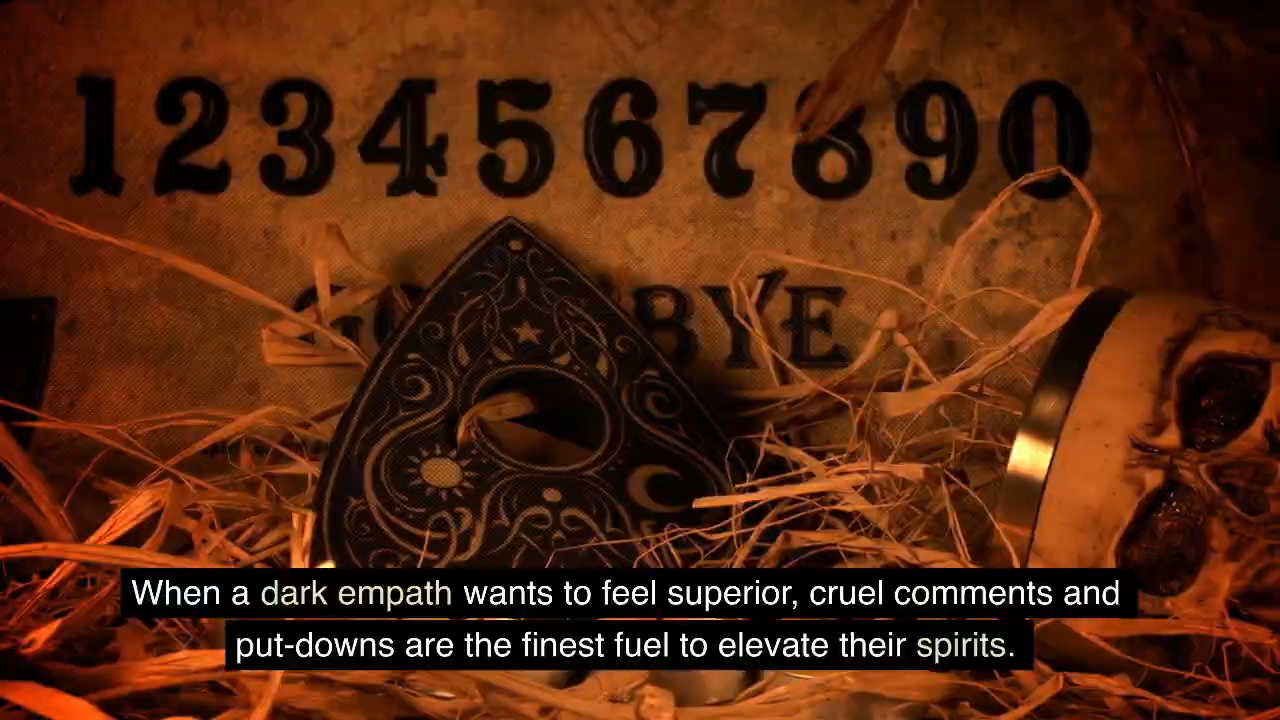 1234567890
BYE
When a dark empath wants to feel superior, cruel comments and
put-downs are the finest fuel to elevate their spirits.